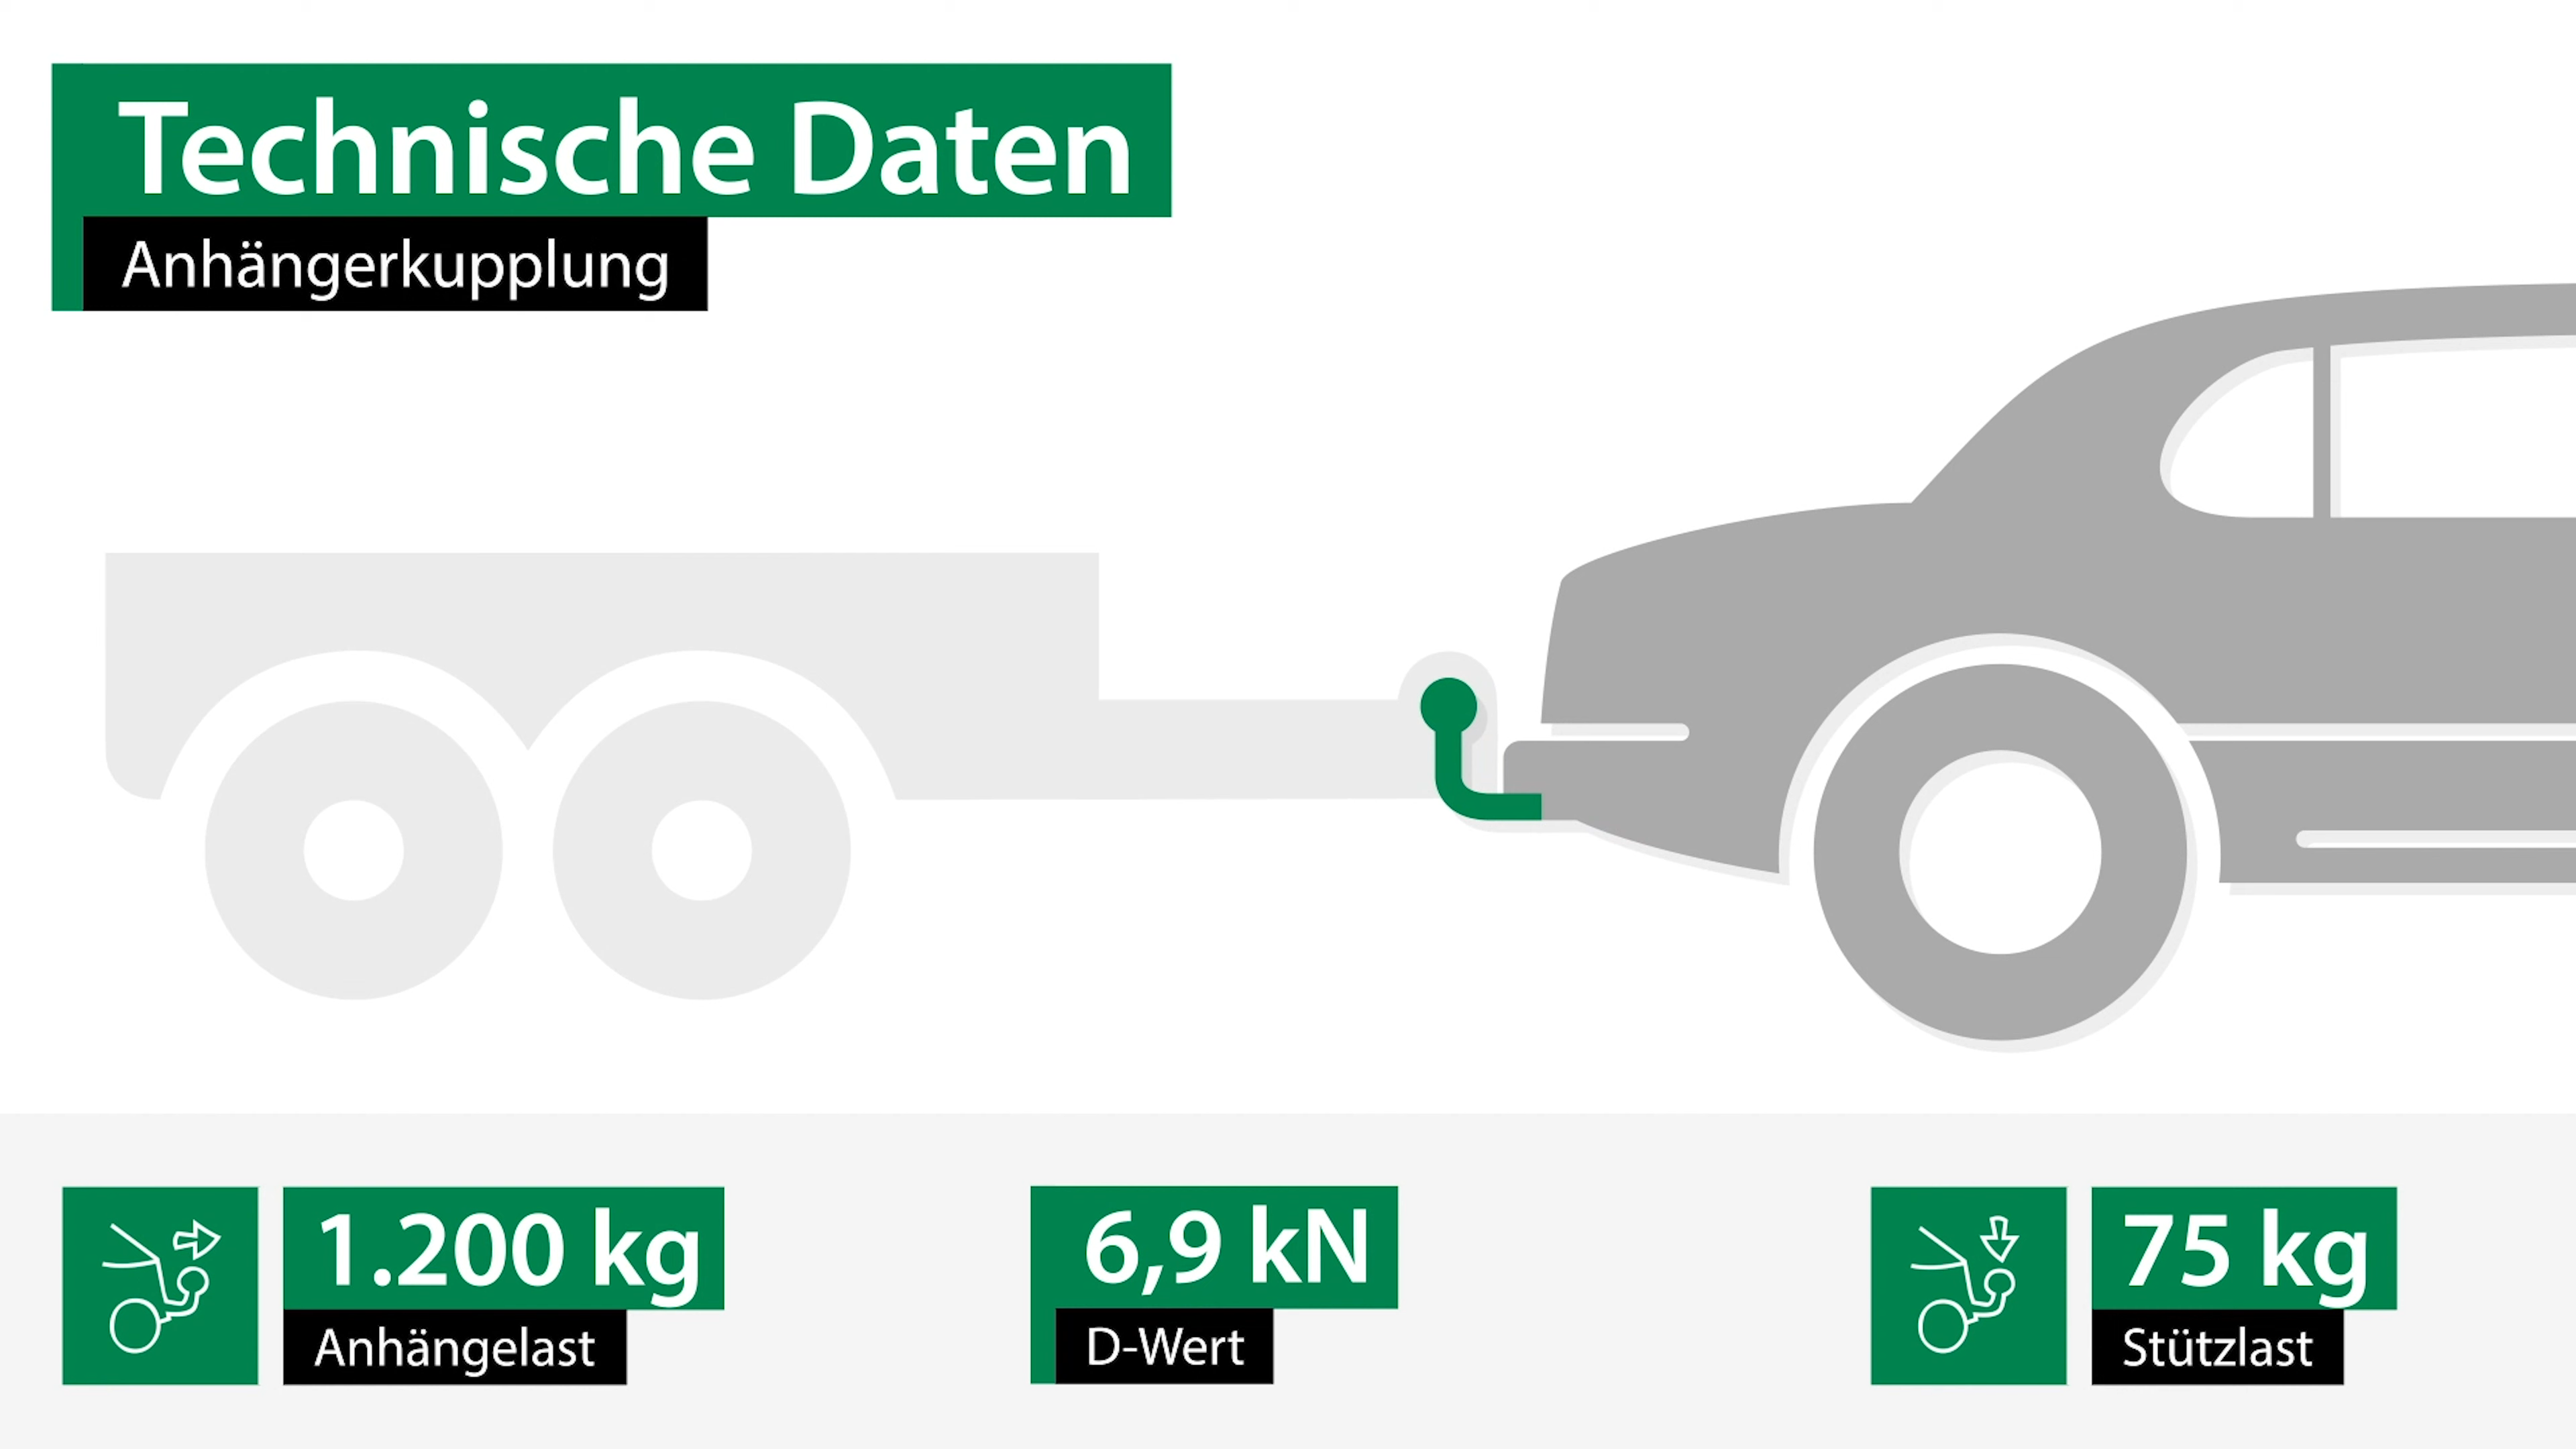 Technische Daten
Anhängerkupplung
1.200 kg
Anhängelast
6,9 kN
D-Wert
75 kg
Stützlast